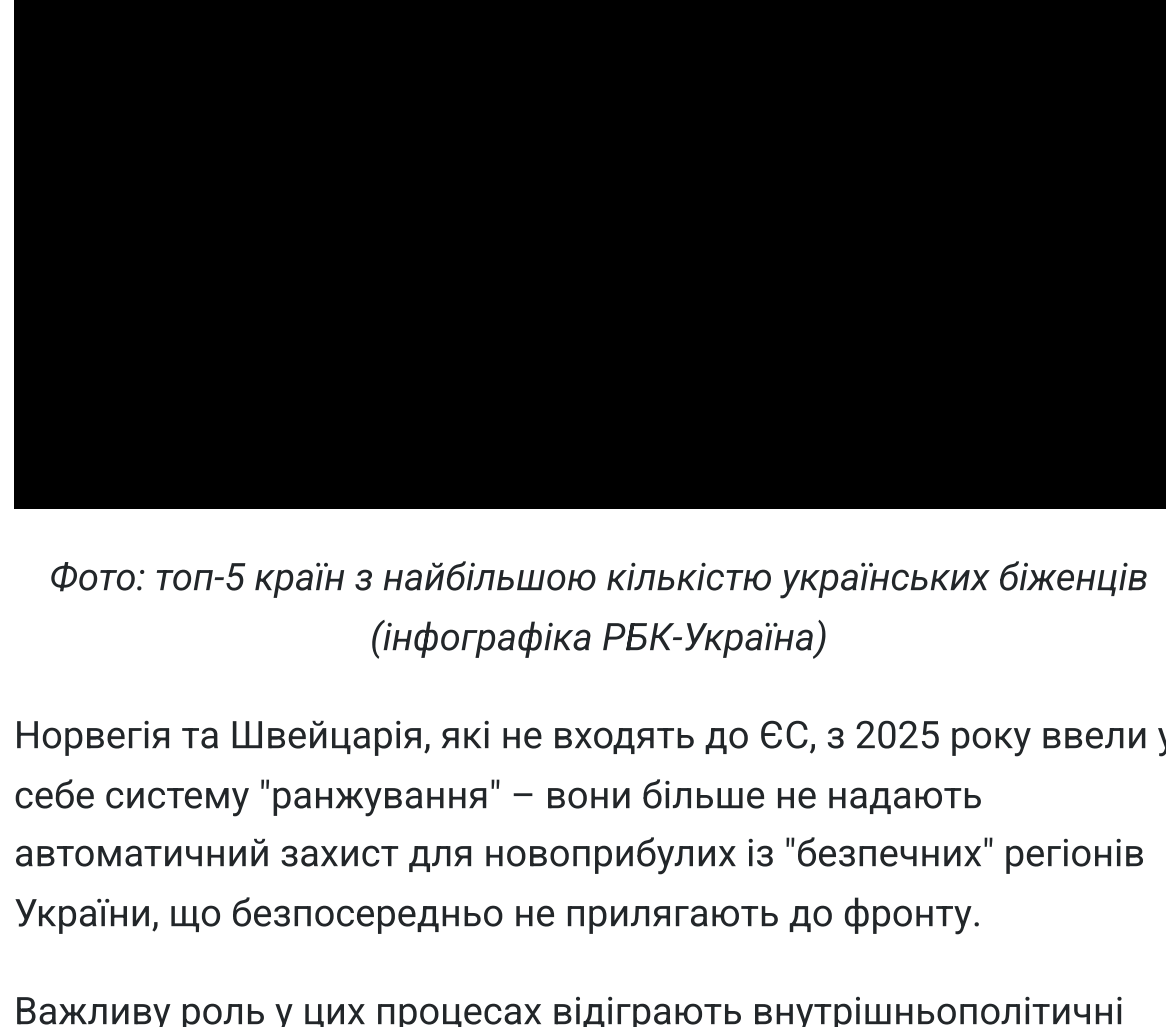 Фото: топ-5 країн з найбільшою кількістю українських біженців
(інфографіка РБК-Україна)
Норвегія та Швейцарія, які не входять до ЄС, з 2025 року ввели у
себе систему "ранжування" – вони більше не надають
автоматичний захист для новоприбулих із "безпечних" регіонів
України, що безпосередньо не прилягають до фронту.
Важливу роль у цих процесах відіграють внутрішньополітичні